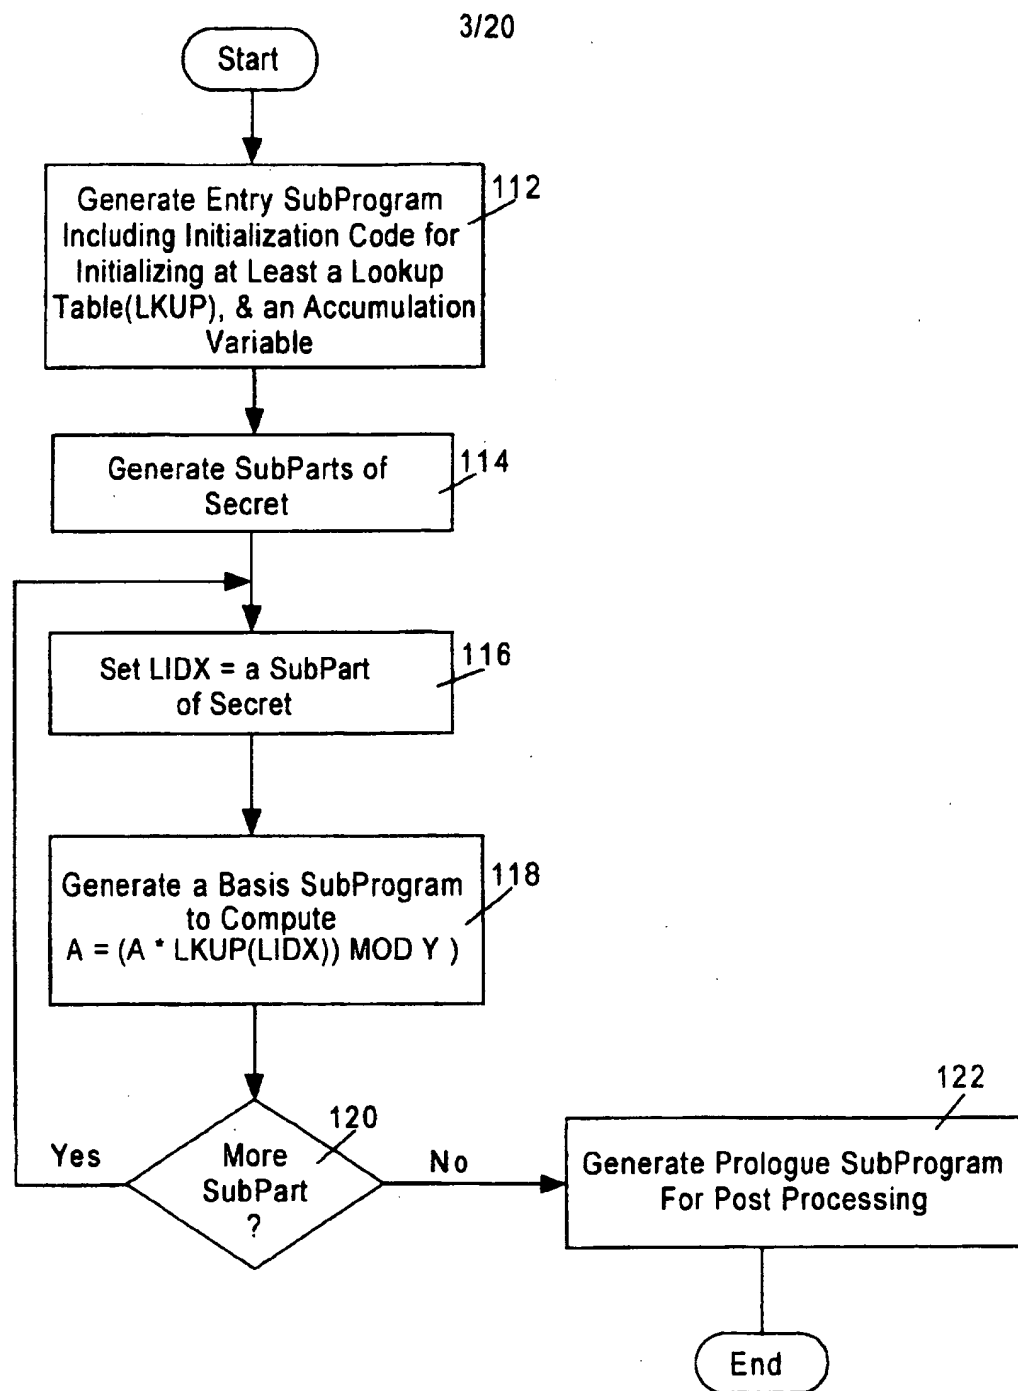 3/20
Start
Generate Entry SubProgram
Including Initialization Code for
Initializing at Least a Lookup
Table(LKUP), & an Accumulation
Variable
112
Generate SubParts of
Secret
114
Set LIDX = a SubPart
of Secret
116
Generate a Basis SubProgram
to Compute
A = (A * LKUP(LIDX)) MOD Y )
118
More
SubPart
?
120
Yes
No
122
Generate Prologue SubProgram
For Post Processing
End